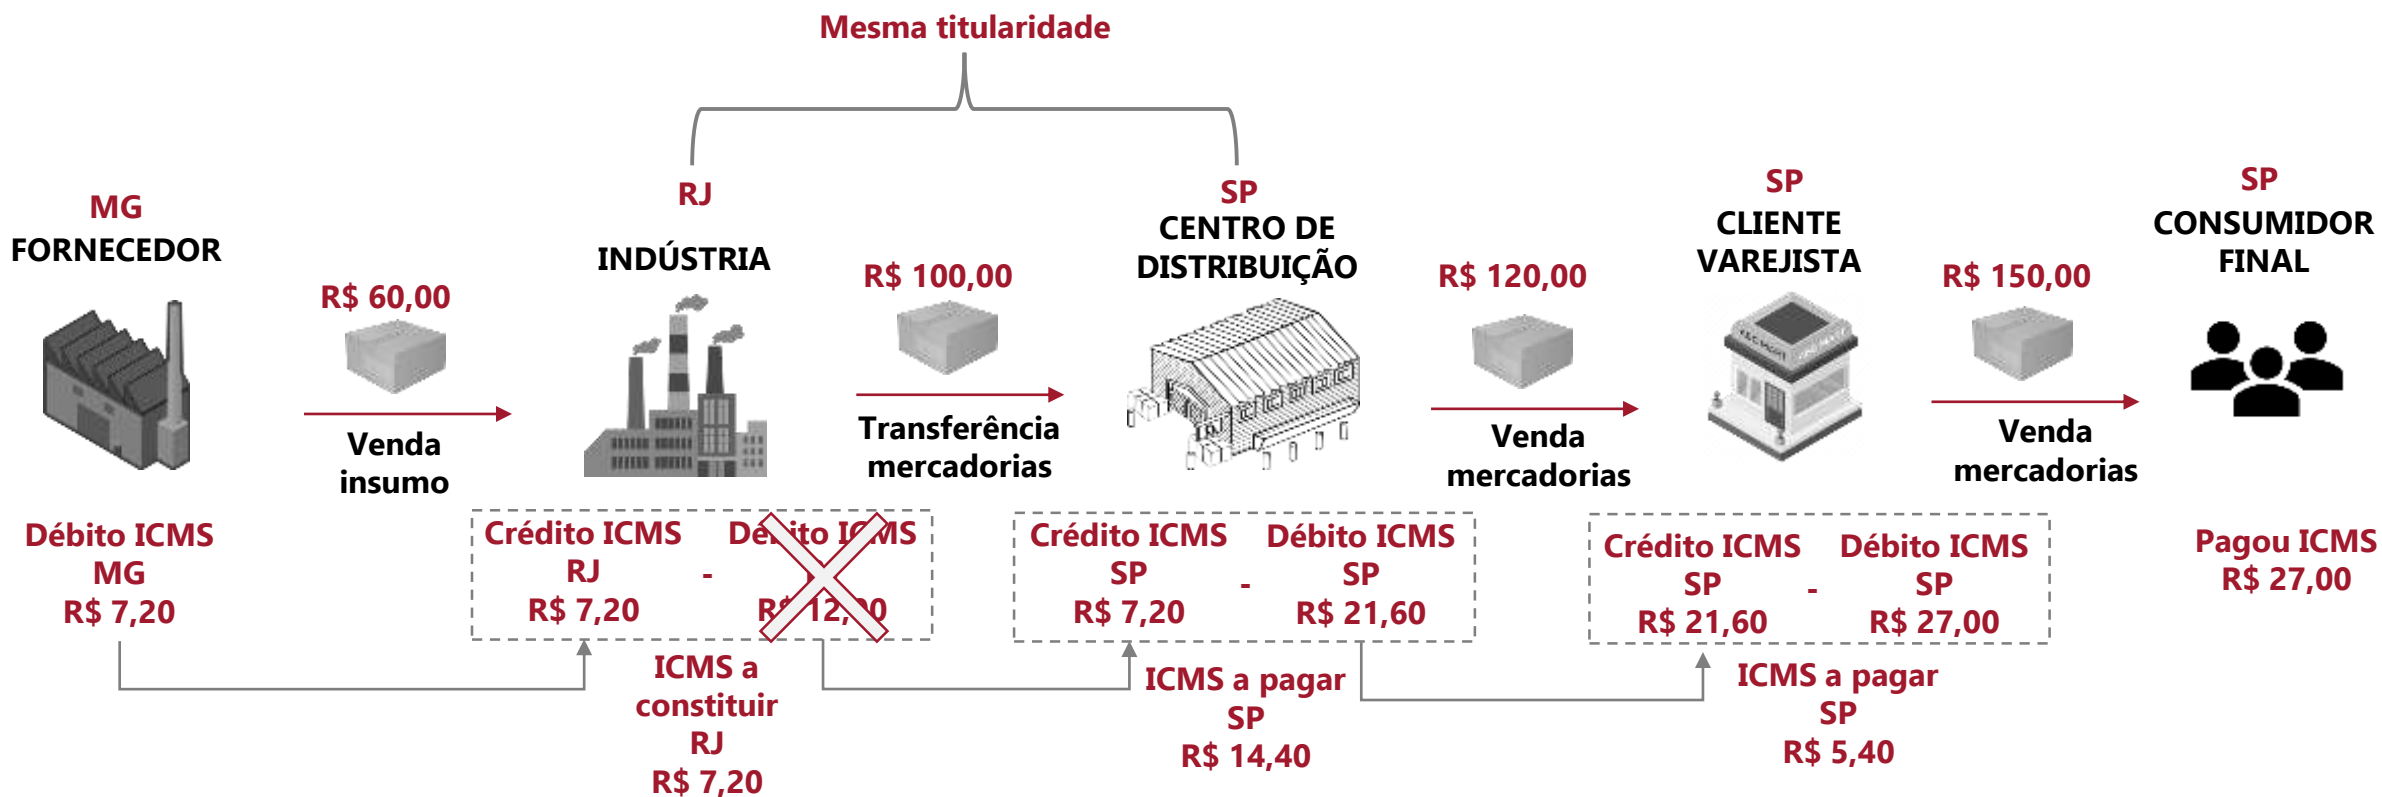 Mesma titularidade
MG
FORNECEDOR
R$ 60,00
Venda
insumo
RJ
INDÚSTRIA
R$ 100,00
Transferência
mercadorias
SP
CENTRO DE
DISTRIBUIÇÃO
R$ 120,00
Venda
mercadorias
SP
CLIENTE
VAREJISTA
R$ 150,00
Venda
mercadorias
SP
CONSUMIDOR
FINAL
Débito ICMS
MG
R$ 7,20
Crédito ICMS
RJ
R$ 7,20
-
Débito ICMS
R$ 12,00
ICMS a
constituir
RJ
R$ 7,20
Crédito ICMS
SP
R$ 7,20
-
Débito ICMS
SP
R$ 21,60
ICMS a pagar
SP
R$ 14,40
Crédito ICMS
SP
R$ 21,60
-
Débito ICMS
SP
R$ 27,00
ICMS a pagar
SP
R$ 5,40
Pagou ICMS
R$ 27,00